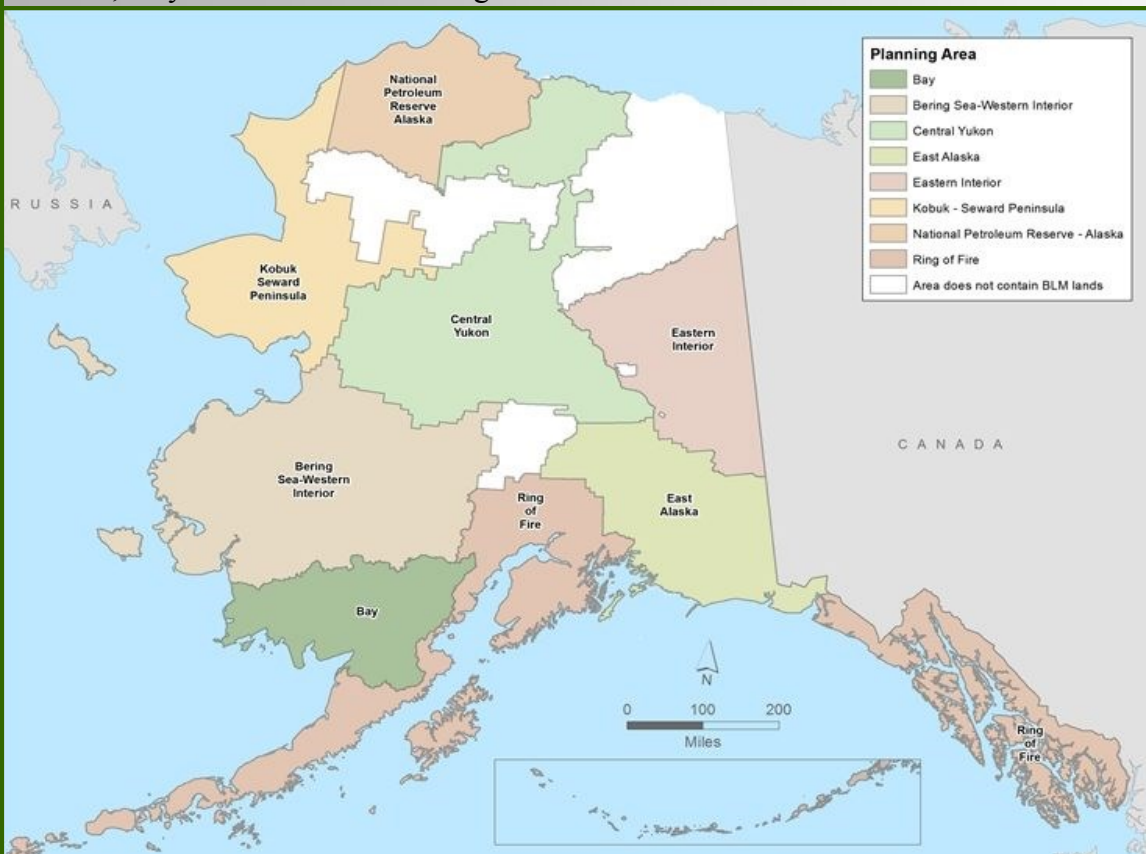 National
Petroleum
Reserve
Alaska
Planning Area
Bay
Bering Sea-Western Interior
Central Yukon
East Alaska
Eastern Interior
Kobuk - Seward Peninsula
National Petroleum Reserve - Alaska
Ring of Fire
Area does not contain BLM lands
RUSSIA
Kobuk
Seward
Peninsula
Central
Yukon
Eastern
Interior
CANADA
Bering
Sea-Western
Interior
Ring
of
Fire
East
Alaska
Bay
N
0 100 200
Miles
Ring
of
Fire